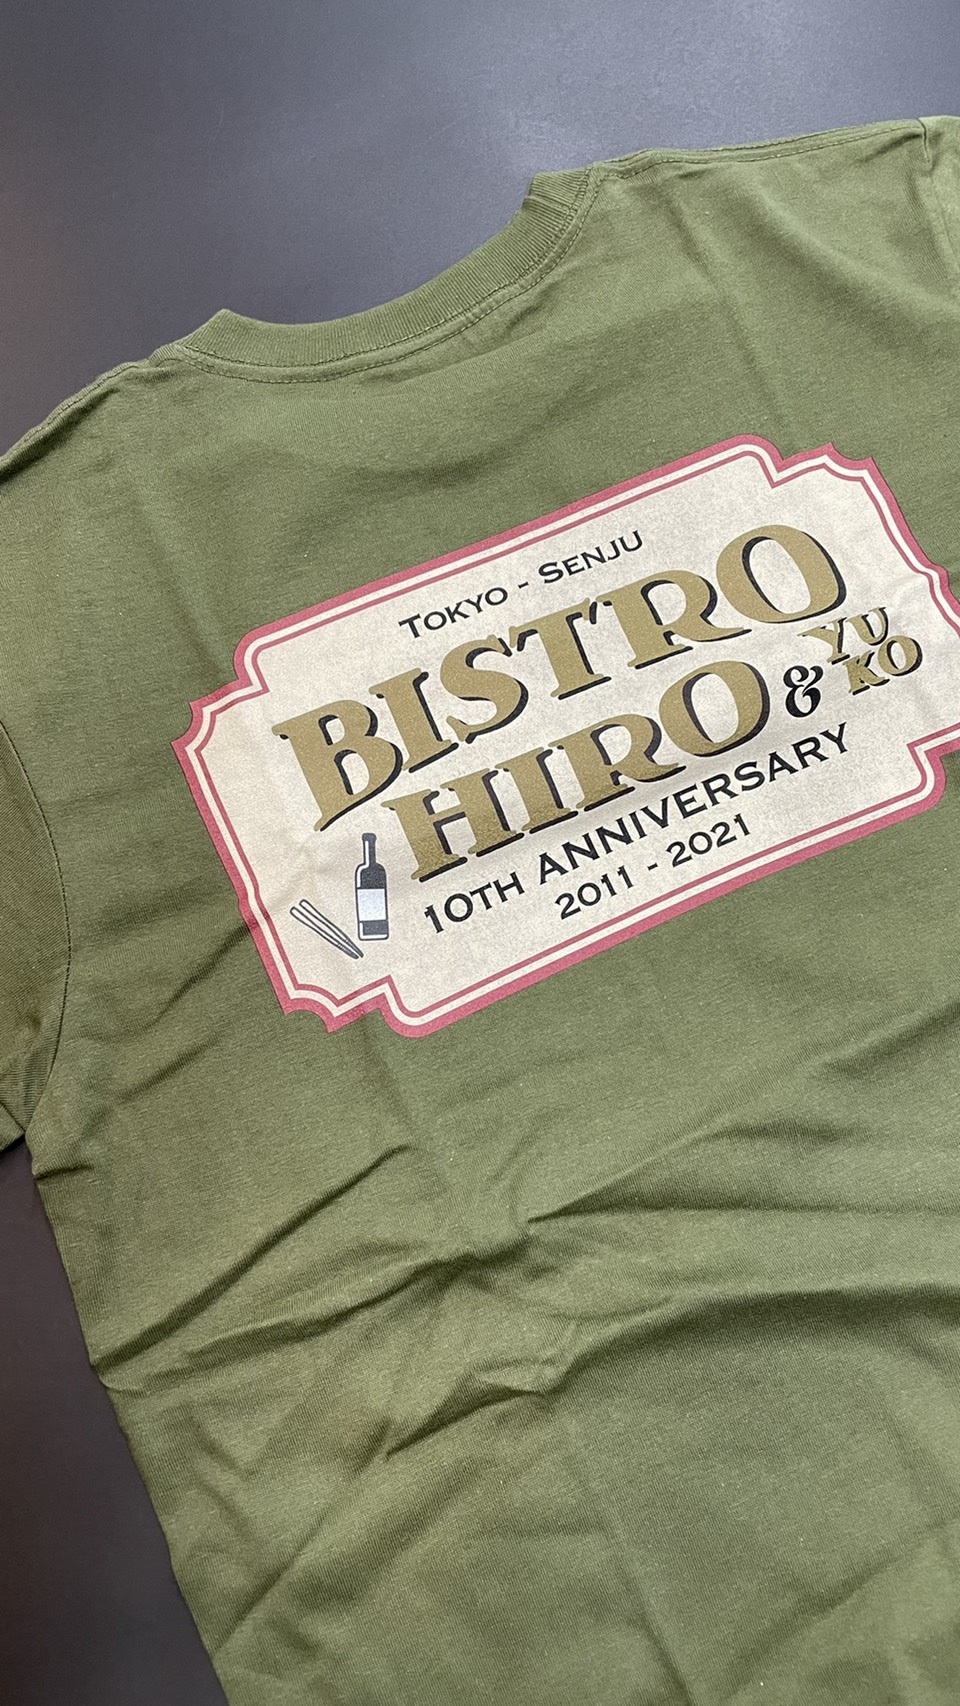 TOKYO - SENJU
BISTRO
HIRO & YU
KO
10TH ANNIVERSARY
2011 - 2021